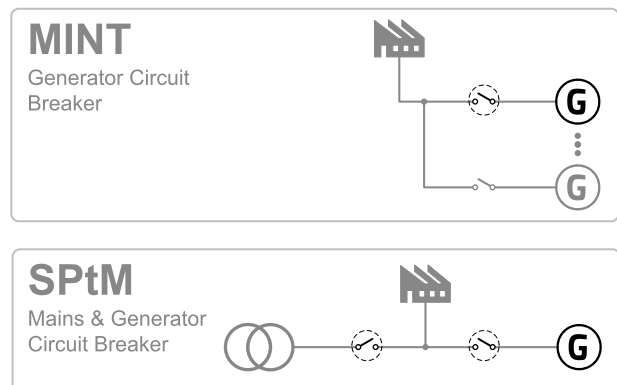 MINT
Generator Circuit
Breaker
G
G
SPtM
Mains & Generator
Circuit Breaker
G